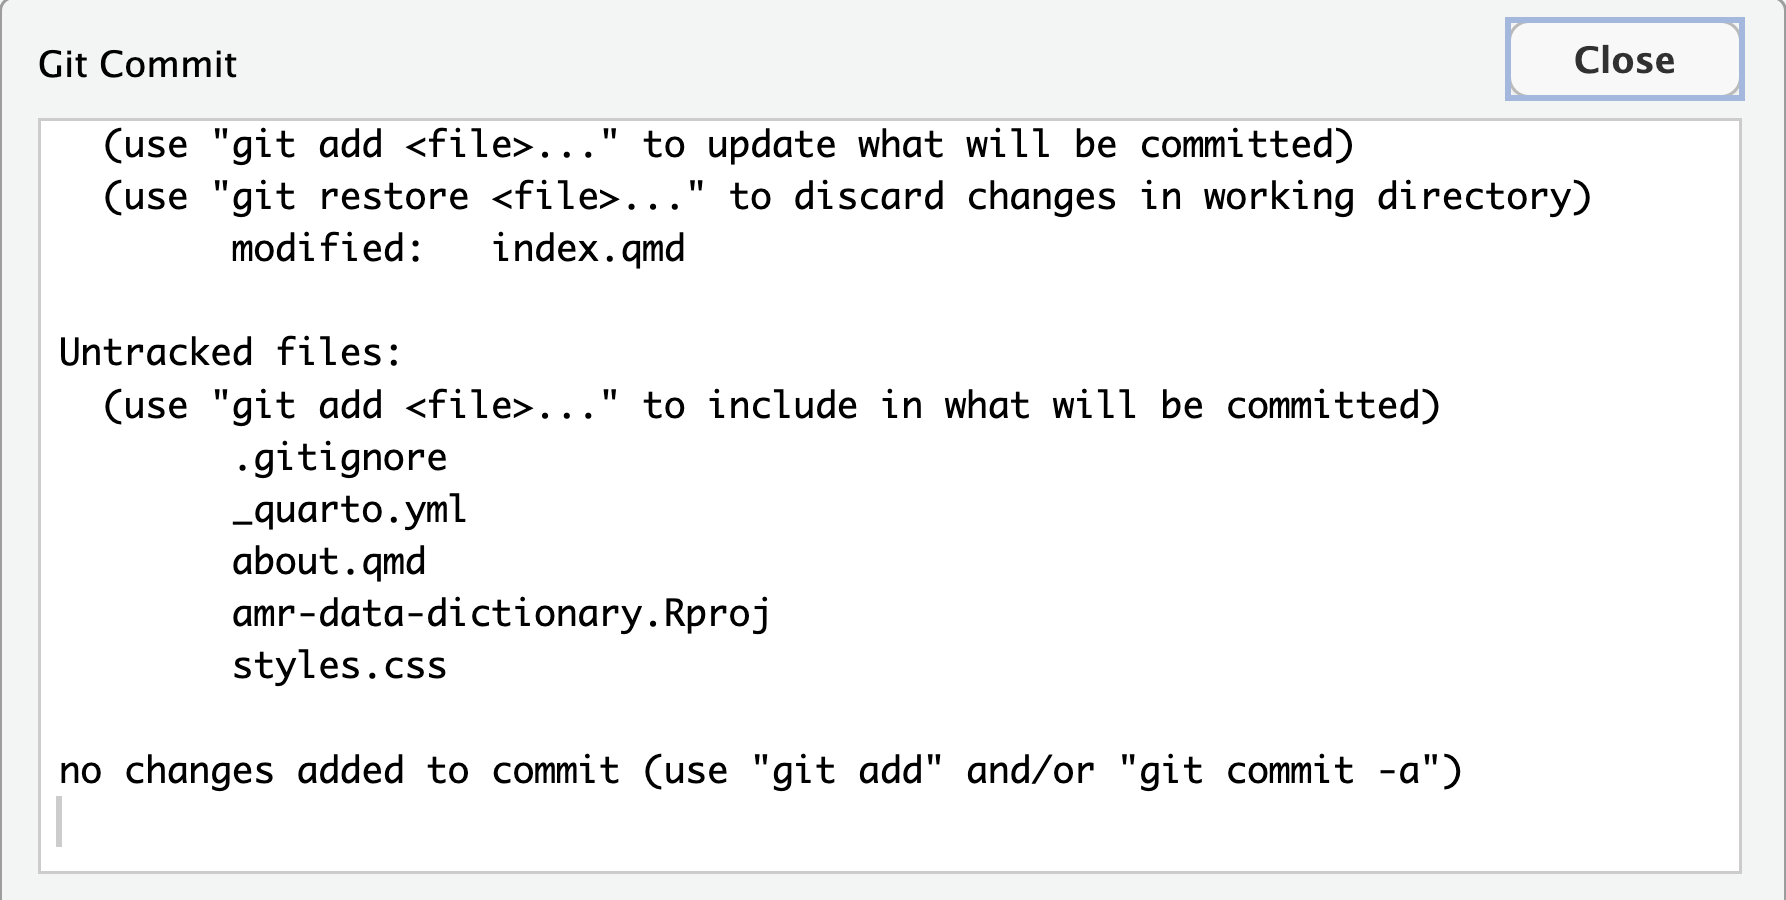 Git Commit
Close
(use "git add <file>..." to update what will be committed)
(use "git restore <file>..." to discard changes in working directory)
modified:   index.qmd
Untracked files:
(use "git add <file>..." to include in what will be committed)
.gitignore
_quarto.yml
about.qmd
amr-data-dictionary.Rproj
styles.css
no changes added to commit (use "git add" and/or "git commit -a")